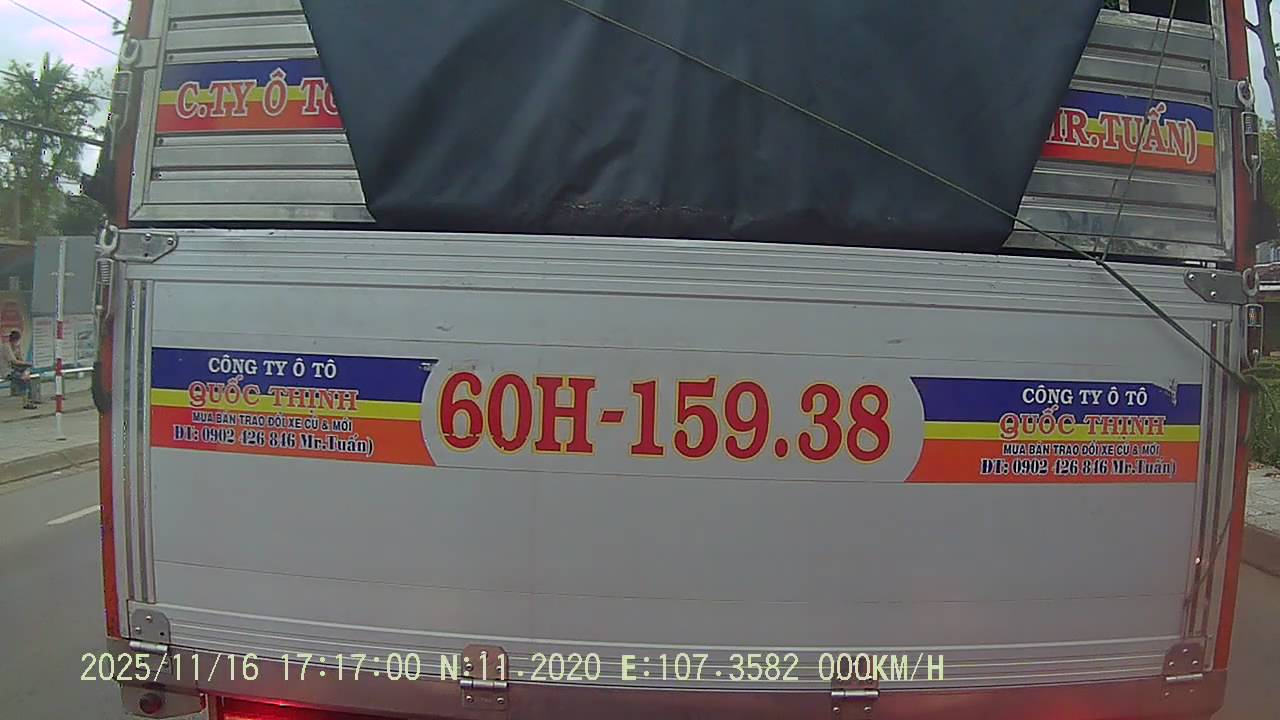 C.TY Ô TÔ
MR.TUẤN)
CÔNG TY Ô TÔ
QUỐC THỊNH
MUA BÁN TRAO ĐỔI XE CŨ & MỚI
ĐT: 0902 426 846 Mr.Tuấn)
60H-159.38
CÔNG TY Ô TÔ
QUỐC THỊNH
MUA BÁN TRAO ĐỔI XE CŨ & MỚI
ĐT: 0902 426 846 Mr.Tuấn)
2025/11/16 17:17:00 N:11.2020 E:107.3582 000KM/H